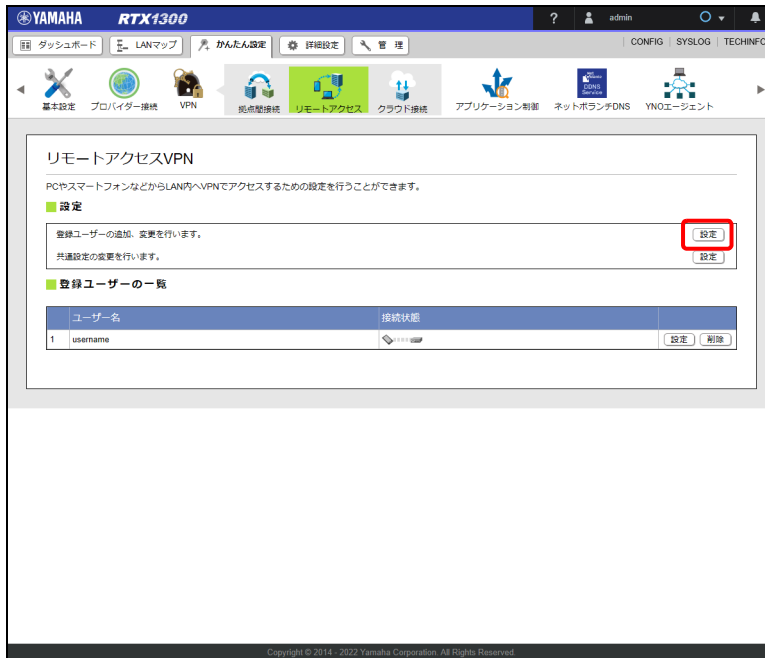 YAMAHA RTX1300 ? admin
ダッシュボード LANマップ かんたん設定 詳細設定 管 理 CONFIG SYSLOG TECHINFO
基本設定 プロバイダー接続 VPN 拠点間接続 リモートアクセス クラウド接続 アプリケーション制御 ネットボランチDNS YNOエージェント
DDNS
Service
リモートアクセスVPN
PCやスマートフォンなどからLAN内へVPNでアクセスするための設定を行うことができます。
設定
登録ユーザーの追加、変更を行います。 設定
共通設定の変更を行います。 設定
登録ユーザーの一覧
ユーザー名 接続状態
1 username 設定 削除
Copyright © 2014 - 2022 Yamaha Corporation. All Rights Reserved.